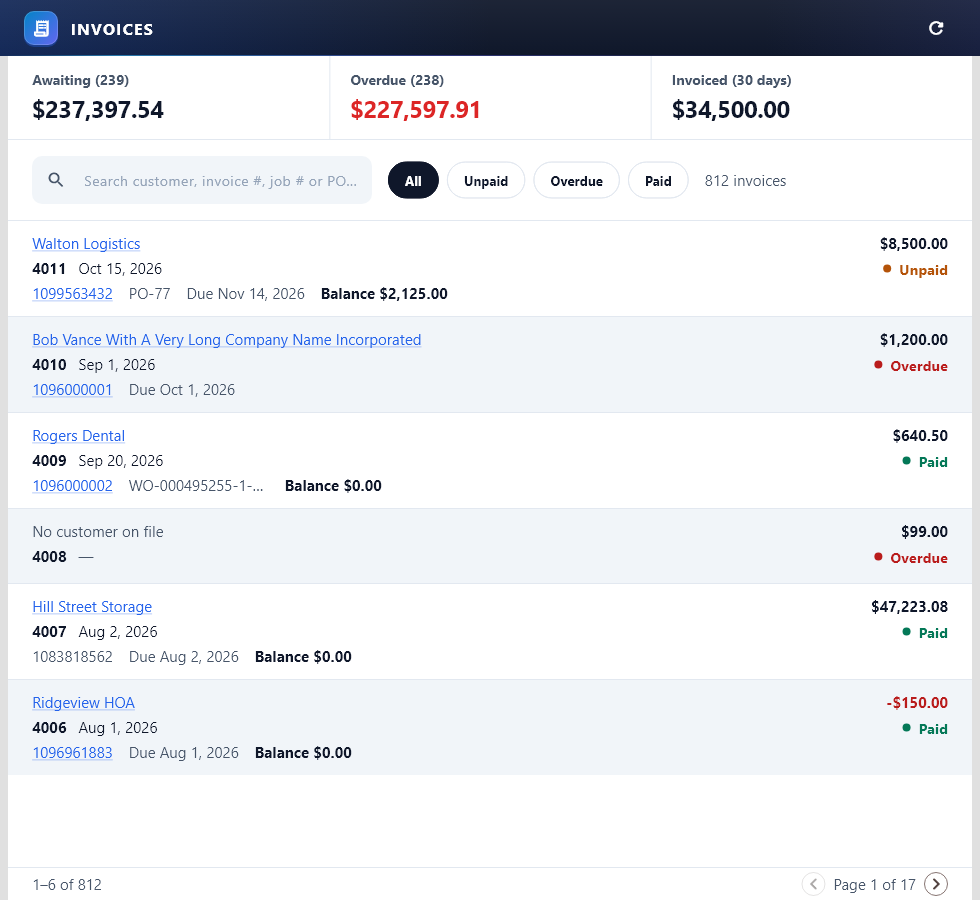 INVOICES
Awaiting (239)
$237,397.54
Overdue (238)
$227,597.91
Invoiced (30 days)
$34,500.00
Search customer, invoice #, job # or PO...
All
Unpaid
Overdue
Paid
812 invoices
Walton Logistics
$8,500.00
4011 Oct 15, 2026
Unpaid
1099563432 PO-77 Due Nov 14, 2026 Balance $2,125.00
Bob Vance With A Very Long Company Name Incorporated
$1,200.00
4010 Sep 1, 2026
Overdue
1096000001 Due Oct 1, 2026
Rogers Dental
$640.50
4009 Sep 20, 2026
Paid
1096000002 WO-000495255-1-... Balance $0.00
No customer on file
$99.00
4008 —
Overdue
Hill Street Storage
$47,223.08
4007 Aug 2, 2026
Paid
1083818562 Due Aug 2, 2026 Balance $0.00
Ridgeview HOA
-$150.00
4006 Aug 1, 2026
Paid
1096961883 Due Aug 1, 2026 Balance $0.00
1–6 of 812
Page 1 of 17